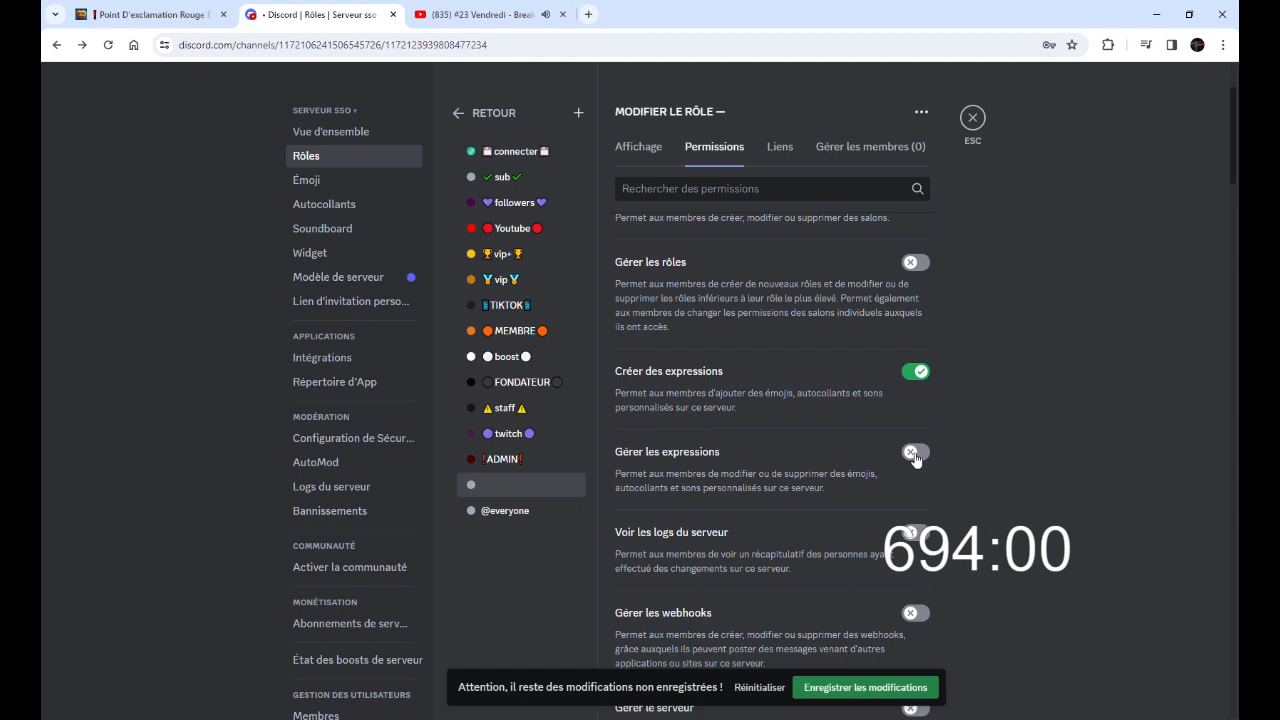 Point D'exclamation Rouge
• Discord | Rôles | Serveur sso
(835) #23 Vendredi - Break
discord.com/channels/1172106241506545726/1172123939808477234
SERVEUR SSO +
Vue d'ensemble
Rôles
Émoji
Autocollants
Soundboard
Widget
Modèle de serveur
Lien d'invitation perso...
APPLICATIONS
Intégrations
Répertoire d'App
MODÉRATION
Configuration de Sécur...
AutoMod
Logs du serveur
Bannissements
COMMUNAUTÉ
Activer la communauté
MONÉTISATION
Abonnements de serv...
État des boosts de serveur
GESTION DES UTILISATEURS
Membres
RETOUR
connecter
sub
followers
Youtube
vip+
vip
TIKTOK
MEMBRE
boost
FONDATEUR
staff
twitch
❗ADMIN❗
@everyone
MODIFIER LE RÔLE —
ESC
Affichage Permissions Liens Gérer les membres (0)
Rechercher des permissions
Permet aux membres de créer, modifier ou supprimer des salons.
Gérer les rôles
Permet aux membres de créer de nouveaux rôles et de modifier ou de
supprimer les rôles inférieurs à leur rôle le plus élevé. Permet également
aux membres de changer les permissions des salons individuels auxquels
ils ont accès.
Créer des expressions
Permet aux membres d'ajouter des émojis, autocollants et sons
personnalisés sur ce serveur.
Gérer les expressions
Permet aux membres de modifier ou de supprimer des émojis,
autocollants et sons personnalisés sur ce serveur.
Voir les logs du serveur
Permet aux membres de voir un récapitulatif des personnes aya
effectué des changements sur ce serveur.
694:00
Gérer les webhooks
Permet aux membres de créer, modifier ou supprimer des webhooks,
grâce auxquels ils peuvent poster des messages venant d'autres
applications ou sites sur ce serveur.
Attention, il reste des modifications non enregistrées ! Réinitialiser Enregistrer les modifications
Gérer le serveur